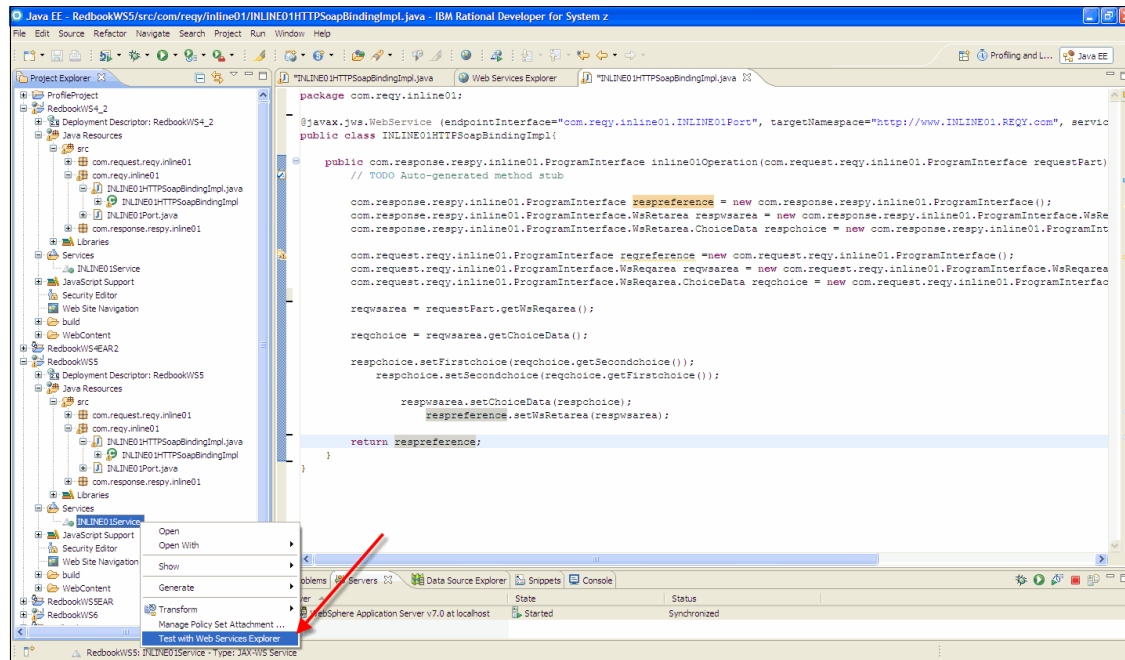 Java EE - RedbookWS5/src/com/reqy/inline01/INLINE01HTTPSoapBindingImpl.java - IBM Rational Developer for System z
File Edit Source Refactor Navigate Search Project Run Window Help
Profiling and L... Java EE
Project Explorer
*INLINE01HTTPSoapBindingImpl.java Web Services Explorer *INLINE01HTTPSoapBindingImpl.java
ProfileProject
RedbookWS4_2
Deployment Descriptor: RedbookWS4_2
Java Resources
src
com.request.reqy.inline01
com.reqy.inline01
INLINE01HTTPSoapBindingImpl.java
INLINE01HTTPSoapBindingImpl
INLINE01Port.java
com.response.respy.inline01
Libraries
Services
INLINE01Service
JavaScript Support
Security Editor
Web Site Navigation
build
WebContent
RedbookWS4EAR2
RedbookWS5
Deployment Descriptor: RedbookWS5
Java Resources
src
com.request.reqy.inline01
com.reqy.inline01
INLINE01HTTPSoapBindingImpl.java
INLINE01HTTPSoapBindingImpl
INLINE01Port.java
com.response.respy.inline01
Libraries
Services
INLINE01Service
JavaScript Support
Security Editor
Web Site Navigation
build
WebContent
RedbookWS5EAR
RedbookWS6
package com.reqy.inline01;
@javax.jws.WebService (endpointInterface="com.reqy.inline01.INLINE01Port", targetNamespace="http://www.INLINE01.REQY.com", servic
public class INLINE01HTTPSoapBindingImpl{
public com.response.respy.inline01.ProgramInterface inline01Operation(com.request.reqy.inline01.ProgramInterface requestPart)
// TODO Auto-generated method stub
com.response.respy.inline01.ProgramInterface respreference = new com.response.respy.inline01.ProgramInterface();
com.response.respy.inline01.ProgramInterface.WsRetarea respwsarea = new com.response.respy.inline01.ProgramInterface.WsRe
com.response.respy.inline01.ProgramInterface.WsRetarea.ChoiceData respchoice = new com.response.respy.inline01.ProgramInt
com.request.reqy.inline01.ProgramInterface reqreference =new com.request.reqy.inline01.ProgramInterface();
com.request.reqy.inline01.ProgramInterface.WsReqarea reqwsarea = new com.request.reqy.inline01.ProgramInterface.WsReqarea
com.request.reqy.inline01.ProgramInterface.WsReqarea.ChoiceData reqchoice = new com.request.reqy.inline01.ProgramInterfac
reqwsarea = requestPart.getWsReqarea();
reqchoice = reqwsarea.getChoiceData();
respchoice.setFirstchoice(reqchoice.getSecondchoice());
respchoice.setSecondchoice(reqchoice.getFirstchoice());
respwsarea.setChoiceData(respchoice);
respreference.setWsRetarea(respwsarea);
return respreference;
}
}
Open
Open With
Show
Generate
Transform
Manage Policy Set Attachment ...
Test with Web Services Explorer
oblems Servers Data Source Explorer Snippets Console
ver State Status
WebSphere Application Server v7.0 at localhost Started Synchronized
RedbookWS5: INLINE01Service - Type: JAX-WS Service